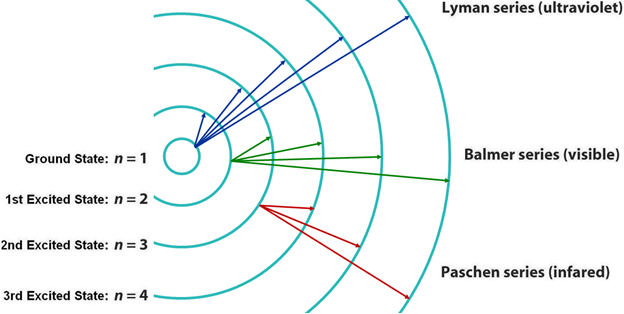 Lyman series (ultraviolet)
Ground State: n = 1
Balmer series (visible)
1st Excited State: n = 2
2nd Excited State: n = 3
Paschen series (infared)
3rd Excited State: n = 4